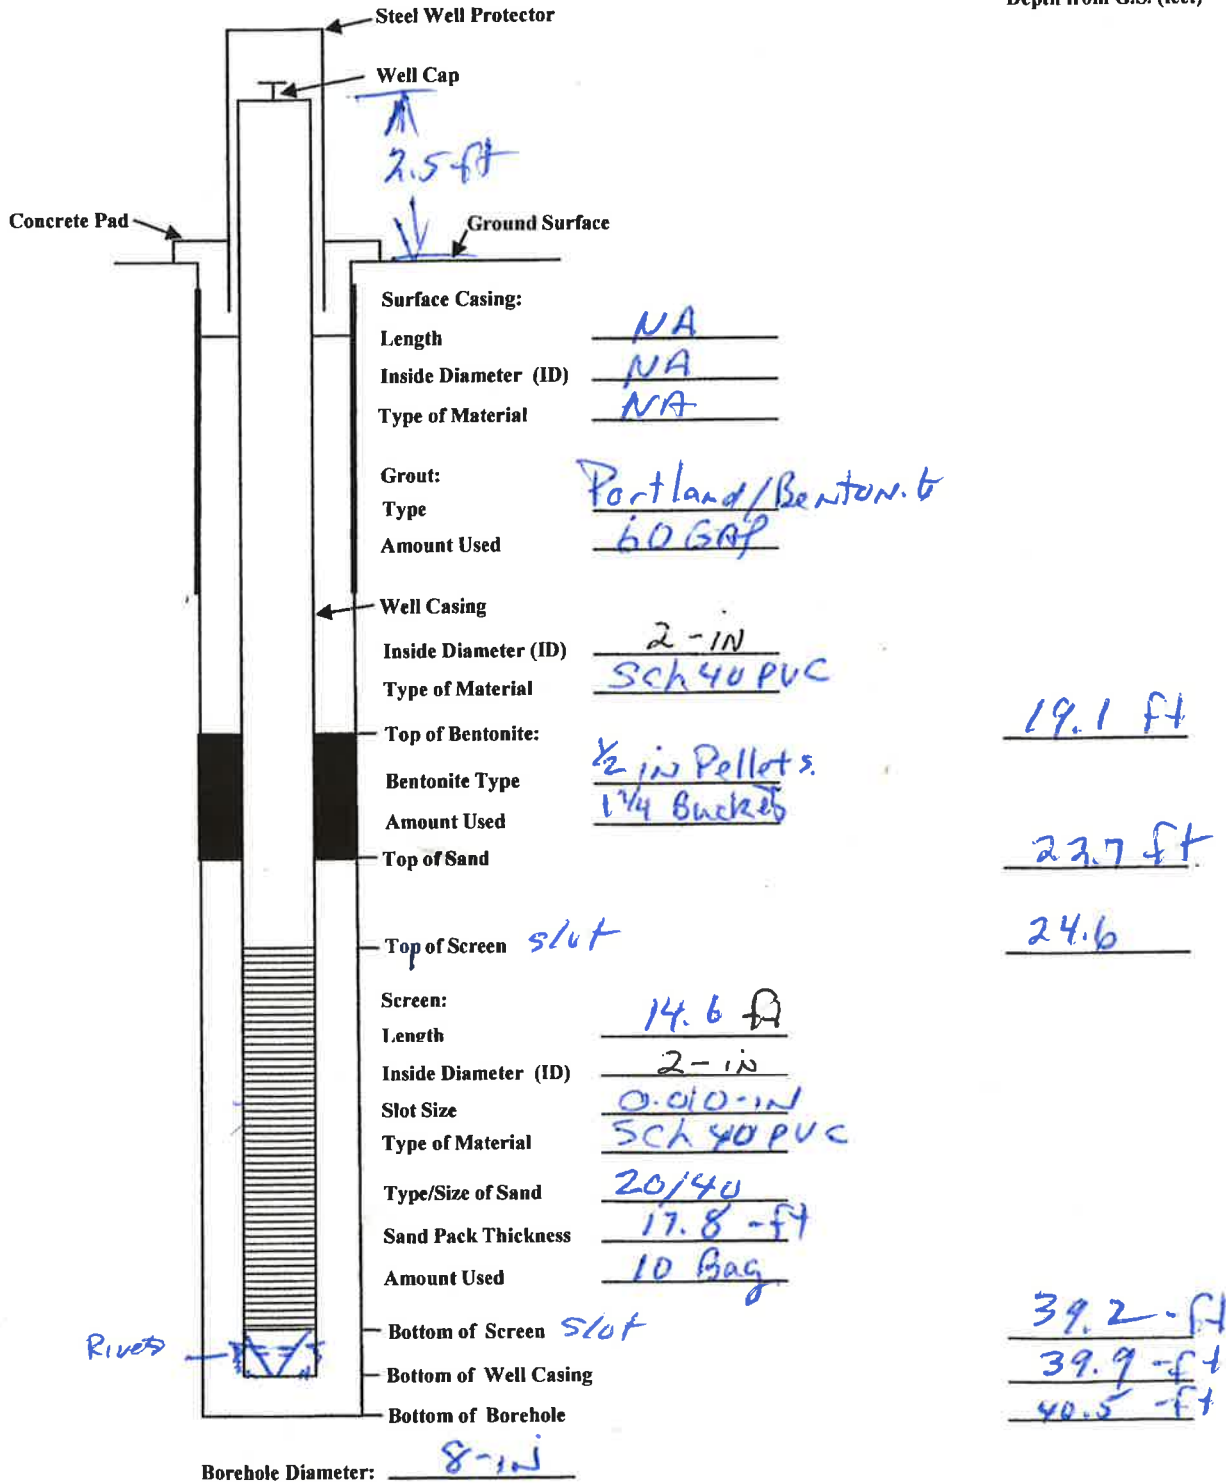 Depth from G.S. (feet)
Steel Well Protector
Well Cap
2.5 ft
Concrete Pad
Ground Surface
Surface Casing:
Length NA
Inside Diameter (ID) NA
Type of Material NA
Grout:
Type Portland/Bentonit
Amount Used 60 GAl
Well Casing
Inside Diameter (ID) 2-IN
Type of Material Sch 40 PVC
Top of Bentonite: 19.1 ft
Bentonite Type 1/2 in Pellets.
Amount Used 1 1/4 Buckets
Top of Sand 23.7 ft
Top of Screen slot 24.6
Screen:
Length 14.6 ft
Inside Diameter (ID) 2-in
Slot Size 0.010-IN
Type of Material Sch 40 PVC
Type/Size of Sand 20/40
Sand Pack Thickness 17.8-ft
Amount Used 10 Bag
Bottom of Screen Slot 39.2-ft
Rivets
Bottom of Well Casing 39.9-ft
Bottom of Borehole 40.5-ft
Borehole Diameter: 8-IN